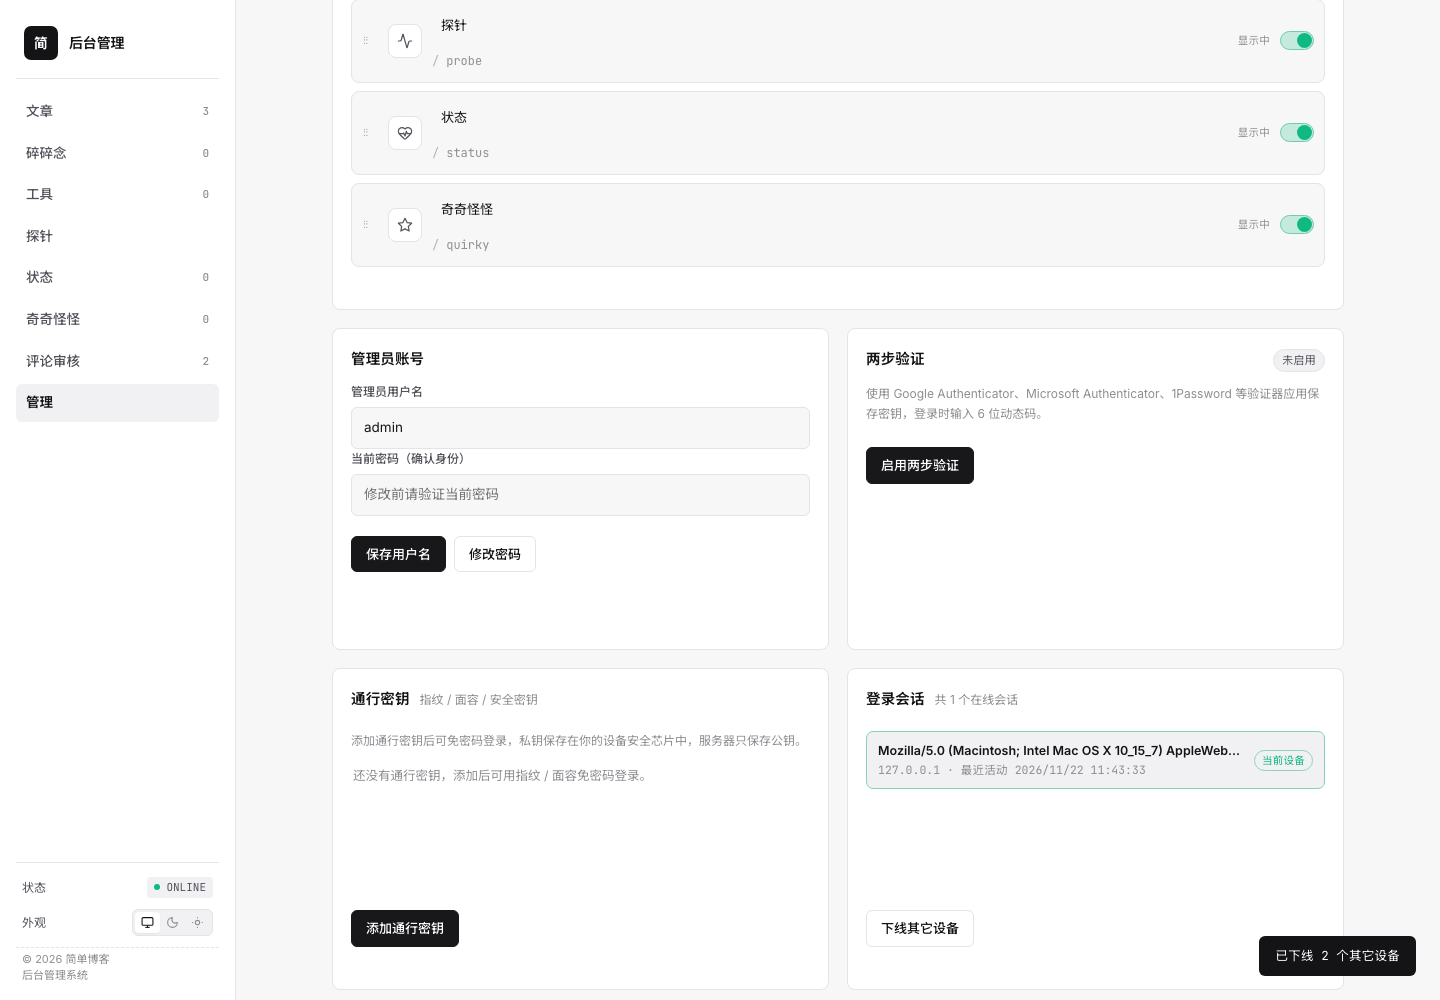 简 后台管理
文章 3
碎碎念 0
工具 0
探针
状态 0
奇奇怪怪 0
评论审核 2
管理
状态 ONLINE
外观
© 2026 简单博客
后台管理系统
探针
/ probe
显示中
状态
/ status
显示中
奇奇怪怪
/ quirky
显示中
管理员账号
管理员用户名
admin
当前密码（确认身份）
修改前请验证当前密码
保存用户名 修改密码
两步验证 未启用
使用 Google Authenticator、Microsoft Authenticator、1Password 等验证器应用保
存密钥，登录时输入 6 位动态码。
启用两步验证
通行密钥 指纹 / 面容 / 安全密钥
添加通行密钥后可免密码登录，私钥保存在你的设备安全芯片中，服务器只保存公钥。
还没有通行密钥，添加后可用指纹 / 面容免密码登录。
添加通行密钥
登录会话 共 1 个在线会话
Mozilla/5.0 (Macintosh; Intel Mac OS X 10_15_7) AppleWeb...
127.0.0.1 · 最近活动 2026/11/22 11:43:33
当前设备
下线其它设备
已下线 2 个其它设备